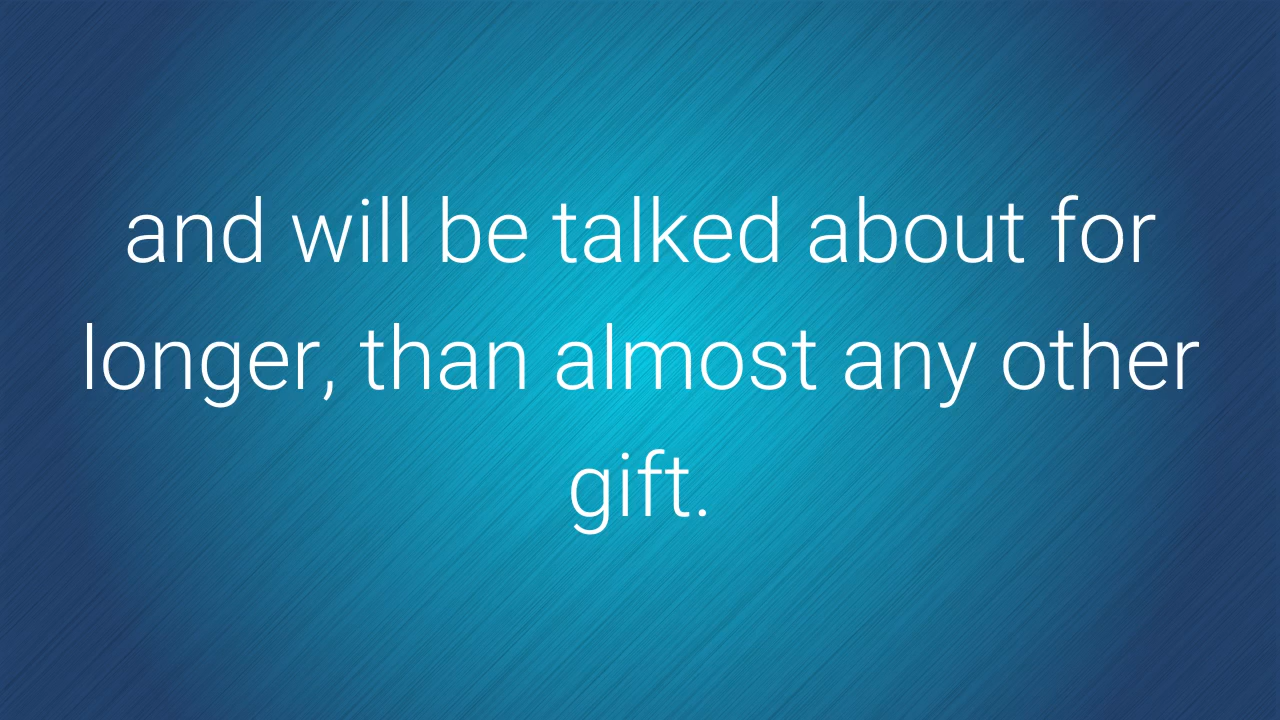 and will be talked about for
longer, than almost any other
gift.